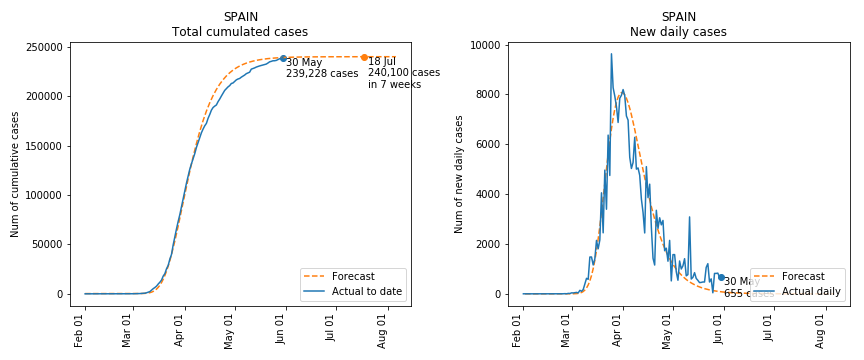 SPAIN
Total cumulated cases
Num of cumulative cases
250000
200000
150000
100000
50000
0
30 May
239,228 cases
18 Jul
240,100 cases
in 7 weeks
Forecast
Actual to date
Feb 01
Mar 01
Apr 01
May 01
Jun 01
Jul 01
Aug 01
SPAIN
New daily cases
Num of new daily cases
10000
8000
6000
4000
2000
0
30 May
655 cases
Forecast
Actual daily
Feb 01
Mar 01
Apr 01
May 01
Jun 01
Jul 01
Aug 01